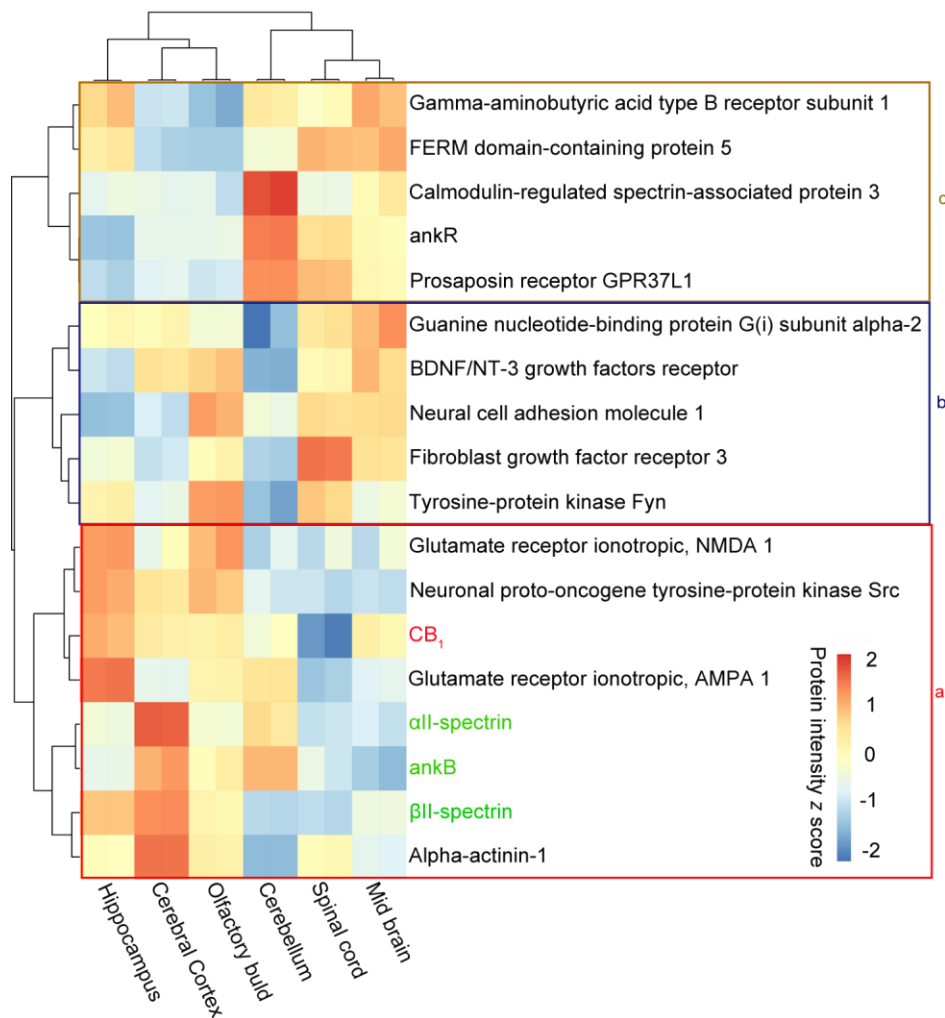 Gamma-aminobutyric acid type B receptor subunit 1
FERM domain-containing protein 5
Calmodulin-regulated spectrin-associated protein 3
ankR
Prosaposin receptor GPR37L1
c
Guanine nucleotide-binding protein G(i) subunit alpha-2
BDNF/NT-3 growth factors receptor
Neural cell adhesion molecule 1
Fibroblast growth factor receptor 3
Tyrosine-protein kinase Fyn
b
Glutamate receptor ionotropic, NMDA 1
Neuronal proto-oncogene tyrosine-protein kinase Src
CB₁
Glutamate receptor ionotropic, AMPA 1
αII-spectrin
ankB
βII-spectrin
Alpha-actinin-1
a
Protein intensity z score
2
1
0
-1
-2
Hippocampus
Cerebral Cortex
Olfactory buld
Cerebellum
Spinal cord
Mid brain